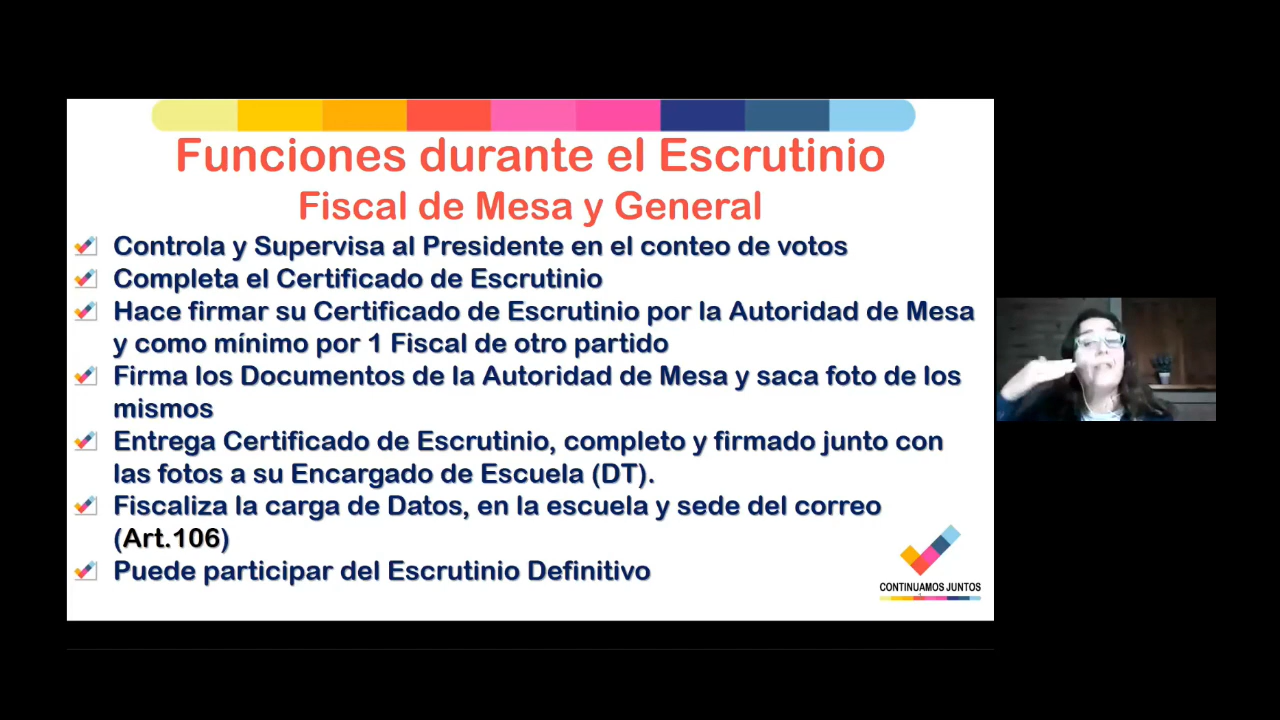 Funciones durante el Escrutinio
Fiscal de Mesa y General
Controla y Supervisa al Presidente en el conteo de votos
Completa el Certificado de Escrutinio
Hace firmar su Certificado de Escrutinio por la Autoridad de Mesa
y como mínimo por 1 Fiscal de otro partido
Firma los Documentos de la Autoridad de Mesa y saca foto de los
mismos
Entrega Certificado de Escrutinio, completo y firmado junto con
las fotos a su Encargado de Escuela (DT).
Fiscaliza la carga de Datos, en la escuela y sede del correo
(Art.106)
Puede participar del Escrutinio Definitivo
CONTINUAMOS JUNTOS